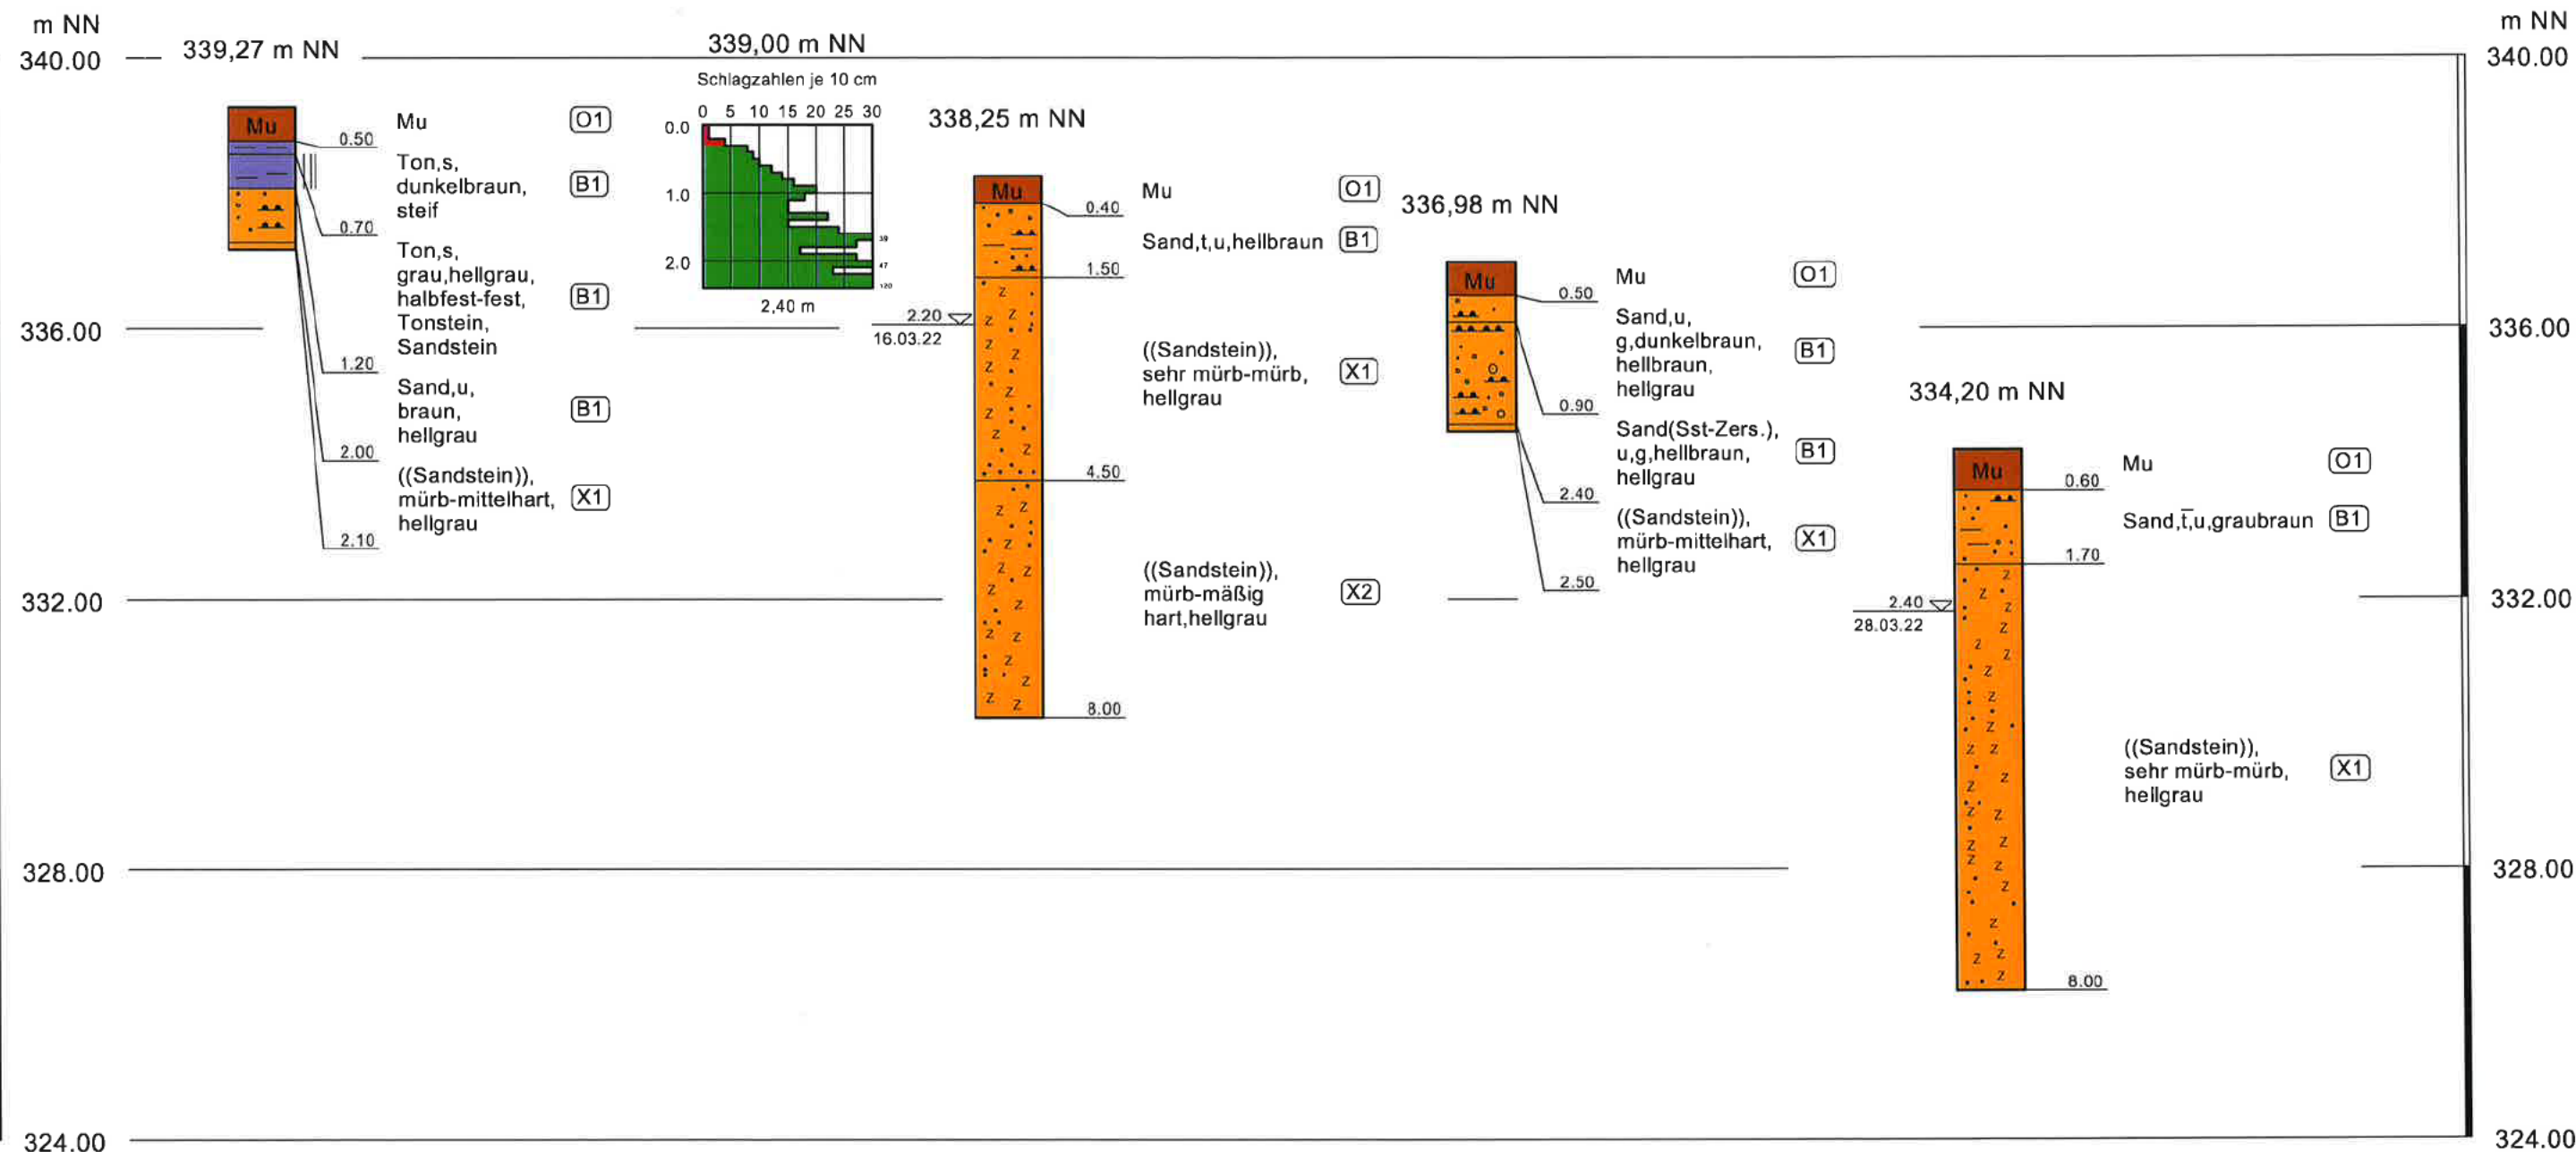 m NN
340.00
336.00
332.00
328.00
324.00
339,27 m NN
Mu
0.50
0.70
1.20
2.00
2.10
Mu
O1
Ton,s,
dunkelbraun,
steif
B1
Ton,s,
grau,hellgrau,
halbfest-fest,
Tonstein,
Sandstein
B1
Sand,u,
braun,
hellgrau
B1
((Sandstein)),
mürb-mittelhart,
hellgrau
X1
339,00 m NN
Schlagzahlen je 10 cm
0 5 10 15 20 25 30
0.0
1.0
2.0
39
47
120
2,40 m
338,25 m NN
Mu
0.40
1.50
4.50
8.00
2.20
16.03.22
Mu
O1
Sand,t,u,hellbraun
B1
((Sandstein)),
sehr mürb-mürb,
hellgrau
X1
((Sandstein)),
mürb-mäßig
hart,hellgrau
X2
z z z z z z z z z z z z z z z z z z z z z z z z z z
336,98 m NN
Mu
0.50
0.90
2.40
2.50
Mu
O1
Sand,u,
g,dunkelbraun,
hellbraun,
hellgrau
B1
Sand(Sst-Zers.),
u,g,hellbraun,
hellgrau
B1
((Sandstein)),
mürb-mittelhart,
hellgrau
X1
334,20 m NN
Mu
0.60
1.70
8.00
2.40
28.03.22
Mu
O1
Sand,t̅,u,graubraun
B1
((Sandstein)),
sehr mürb-mürb,
hellgrau
X1
z z z z z z z z z z z z z z z z z z z z z z z z
m NN
340.00
336.00
332.00
328.00
324.00